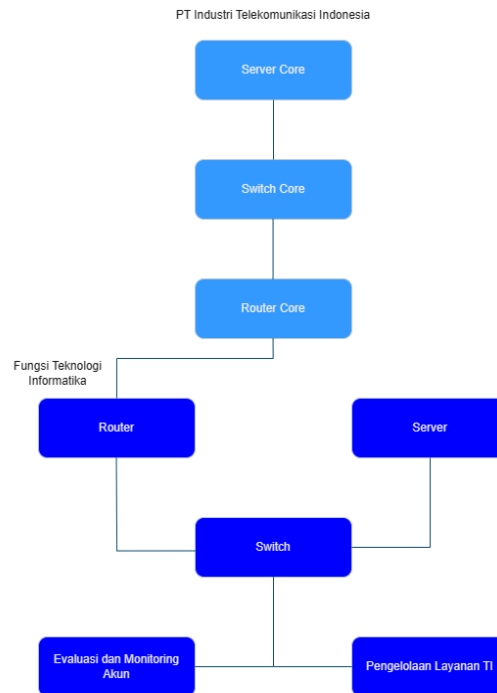 PT Industri Telekomunikasi Indonesia
Server Core
Switch Core
Router Core
Fungsi Teknologi
Informatika
Router
Server
Switch
Evaluasi dan Monitoring
Akun
Pengelolaan Layanan TI